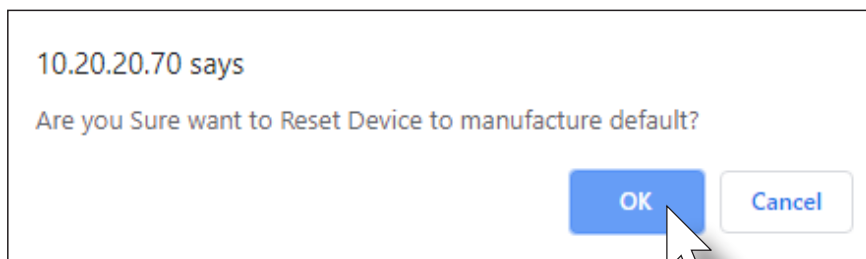 10.20.20.70 says
Are you Sure want to Reset Device to manufacture default?
OK Cancel